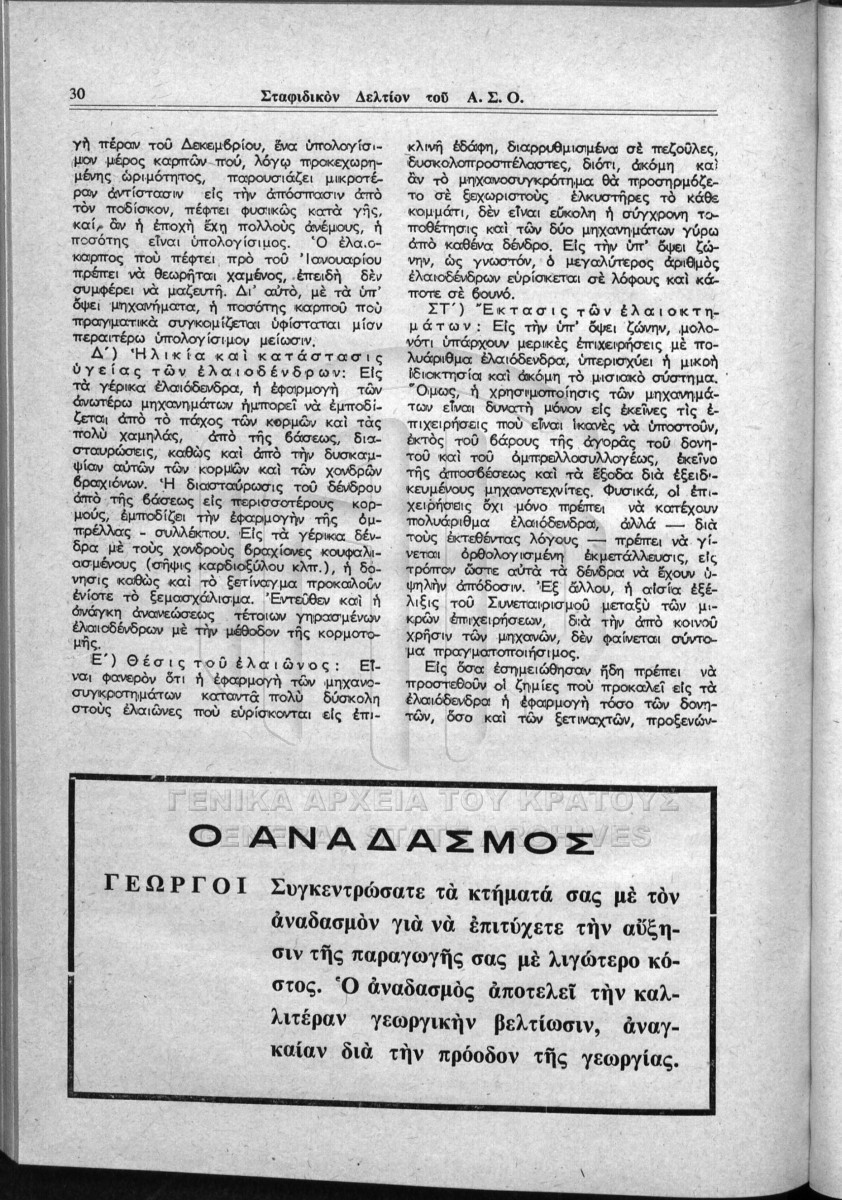 30
Σταφιδικὸν Δελτίον τοῦ Α. Σ. Ο.
γὴ πέραν τοῦ Δεκεμβρίου, ἕνα ὑπολογίσι-
μον μέρος καρπῶν πού, λόγῳ προκεχωρη-
μένης ὡριμότητος, παρουσιάζει μικροτέ-
ραν ἀντίστασιν εἰς τὴν ἀπόσπασιν ἀπὸ
τὸν ποδίσκον, πέφτει φυσικῶς κατὰ γῆς,
καί, ἂν ἡ ἐποχὴ ἔχῃ πολλοὺς ἀνέμους, ἡ
ποσότης εἶναι ὑπολογίσιμος. Ὁ ἐλαιο-
καρπος ποὺ πέφτει πρὸ τοῦ Ἰανουαρίου
πρέπει νὰ θεωρῆται χαμένος, ἐπειδὴ δὲν
συμφέρει νὰ μαζευτῆ. Δι' αὐτό, μὲ τὰ ὑπ'
ὄψει μηχανήματα, ἡ ποσότης καρποῦ ποὺ
πραγματικὰ συγκομίζεται ὑφίσταται μίαν
περαιτέρω ὑπολογίσιμον μείωσιν.
Δ΄) Ἡλικία καὶ κατάστασις
ὑγείας τῶν ἐλαιοδένδρων: Εἰς
τὰ γέρικα ἐλαιόδενδρα, ἡ ἐφαρμογὴ τῶν
ἀνωτέρω μηχανημάτων ἠμπορεῖ νὰ ἐμποδί-
ζεται ἀπὸ τὸ πάχος τῶν κορμῶν καὶ τὰς
πολὺ χαμηλάς, ἀπὸ τῆς βάσεως, δια-
σταυρώσεις, καθὼς καὶ ἀπὸ τὴν δυσκαμ-
ψίαν αὐτῶν τῶν κορμῶν καὶ τῶν χονδρῶν
βραχιόνων. Ἡ διασταύρωσις τοῦ δένδρου
ἀπὸ τῆς βάσεως εἰς περισσοτέρους κορ-
μούς, ἐμποδίζει τὴν ἐφαρμογὴν τῆς ὀμ-
πρέλλας - συλλέκτου. Εἰς τὰ γέρικα δέν-
δρα μὲ τοὺς χονδροὺς βραχίονες κουφαλι-
ασμένους (σῆψις καρδιοξύλου κλπ.), ἡ δό-
νησις καθὼς καὶ τὸ ξετίναγμα προκαλοῦν
ἐνίοτε τὸ ξεμασχάλισμα. Ἐντεῦθεν καὶ ἡ
ἀνάγκη ἀνανεώσεως τέτοιων γηρασμένων
ἐλαιοδένδρων μὲ τὴν μέθοδον τῆς κορμοτο-
μῆς.
Ε΄) Θέσις τοῦ ἐλαιῶνος: Εἶ-
ναι φανερὸν ὅτι ἡ ἐφαρμογὴ τῶν μηχανο-
συγκροτημάτων καταντᾶ πολὺ δύσκολη
στοὺς ἐλαιῶνες ποὺ εὑρίσκονται εἰς ἐπι-
κλινῆ ἐδάφη, διαρρυθμισμένα σὲ πεζοῦλες,
δυσκολοπροσπέλαστες, διότι, ἀκόμη καὶ
ἂν τὸ μηχανοσυγκρότημα θὰ προσηρμόζε-
το σὲ ξεχωριστοὺς ἑλκυστῆρες τὸ κάθε
κομμάτι, δὲν εἶναι εὔκολη ἡ σύγχρονη το-
ποθέτησις καὶ τῶν δύο μηχανημάτων γύρω
ἀπὸ καθένα δένδρο. Εἰς τὴν ὑπ' ὄψει ζώ-
νην, ὡς γνωστόν, ὁ μεγαλύτερος ἀριθμὸς
ἐλαιοδένδρων εὑρίσκεται σὲ λόφους καὶ κά-
ποτε σὲ βουνό.
ΣΤ΄) Ἔκτασις τῶν ἐλαιοκτη-
μάτων: Εἰς τὴν ὑπ' ὄψει ζώνην, μολο-
νότι ὑπάρχουν μερικὲς ἐπιχειρήσεις μὲ πο-
λυάριθμα ἐλαιόδενδρα, ὑπερισχύει ἡ μικρὴ
ἰδιοκτησία καὶ ἀκόμη τὸ μισιακὸ σύστημα.
Ὅμως, ἡ χρησιμοποίησις τῶν μηχανημά-
των εἶναι δυνατὴ μόνον εἰς ἐκεῖνες τὶς ἐ-
πιχειρήσεις ποὺ εἶναι ἱκανὲς νὰ ὑποστοῦν,
ἐκτὸς τοῦ βάρους τῆς ἀγορᾶς τοῦ δονη-
τοῦ καὶ τοῦ ὀμπρελλοσυλλογέως, ἐκεῖνο
τῆς ἀποσβέσεως καὶ τὰ ἔξοδα διὰ ἐξειδι-
κευμένους μηχανοτεχνίτες. Φυσικά, οἱ ἐπι-
χειρήσεις ὄχι μόνο πρέπει νὰ κατέχουν
πολυάριθμα ἐλαιόδενδρα, ἀλλὰ — διὰ
τοὺς ἐκτεθέντας λόγους — πρέπει νὰ γί-
νεται ὀρθολογισμένη ἐκμετάλλευσις, εἰς
τρόπον ὥστε αὐτὰ τὰ δένδρα νὰ ἔχουν ὑ-
ψηλὴν ἀπόδοσιν. Ἐξ ἄλλου, ἡ αἰσία ἐξέ-
λιξις τοῦ Συνεταιρισμοῦ μεταξὺ τῶν μι-
κρῶν ἐπιχειρήσεων, διὰ τὴν ἀπὸ κοινοῦ
χρῆσιν τῶν μηχανῶν, δὲν φαίνεται σύντο-
μα πραγματοποιήσιμος.
Εἰς ὅσα ἐσημειώθησαν ἤδη πρέπει νὰ
προστεθοῦν οἱ ζημίες ποὺ προκαλεῖ εἰς τὰ
ἐλαιόδενδρα ἡ ἐφαρμογὴ τόσο τῶν δονη-
τῶν, ὅσο καὶ τῶν ξετιναχτῶν, προξενῶν-
ΓΕΝΙΚΑ ΑΡΧΕΙΑ ΤΟΥ ΚΡΑΤΟΥΣ
GENERAL STATE ARCHIVES
Ο ΑΝΑΔΑΣΜΟΣ
ΓΕΩΡΓΟΙ Συγκεντρώσατε τὰ κτήματά σας μὲ τὸν
ἀναδασμὸν γιὰ νὰ ἐπιτύχετε τὴν αὔξη-
σιν τῆς παραγωγῆς σας μὲ λιγώτερο κό-
στος. Ὁ ἀναδασμὸς ἀποτελεῖ τὴν καλ-
λιτέραν γεωργικὴν βελτίωσιν, ἀναγ-
καίαν διὰ τὴν πρόοδον τῆς γεωργίας.